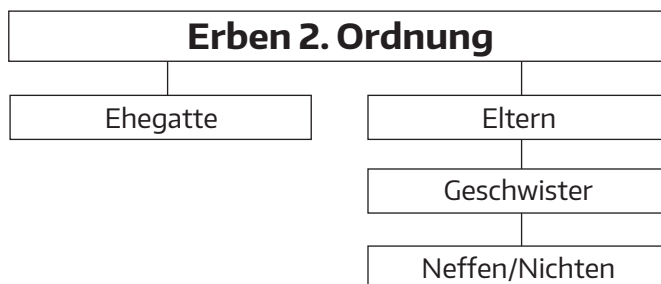 Erben 2. Ordnung
Ehegatte
Eltern
Geschwister
Neffen/Nichten